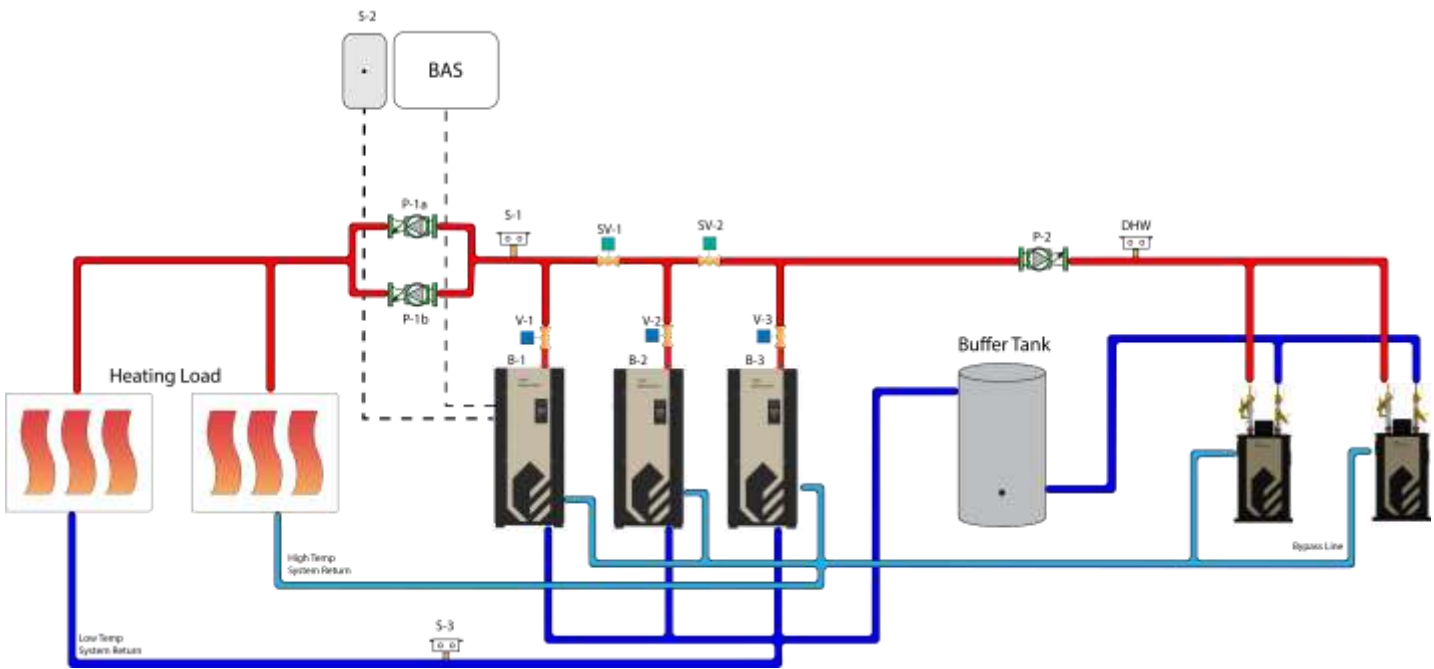 S-2
BAS
P-1a
S-1
SV-1
SV-2
P-2
DHW
P-1b
V-1
V-2
V-3
B-1
B-2
B-3
Buffer Tank
Heating Load
High Temp
System Return
Bypass Line
Low Temp
System Return
S-3